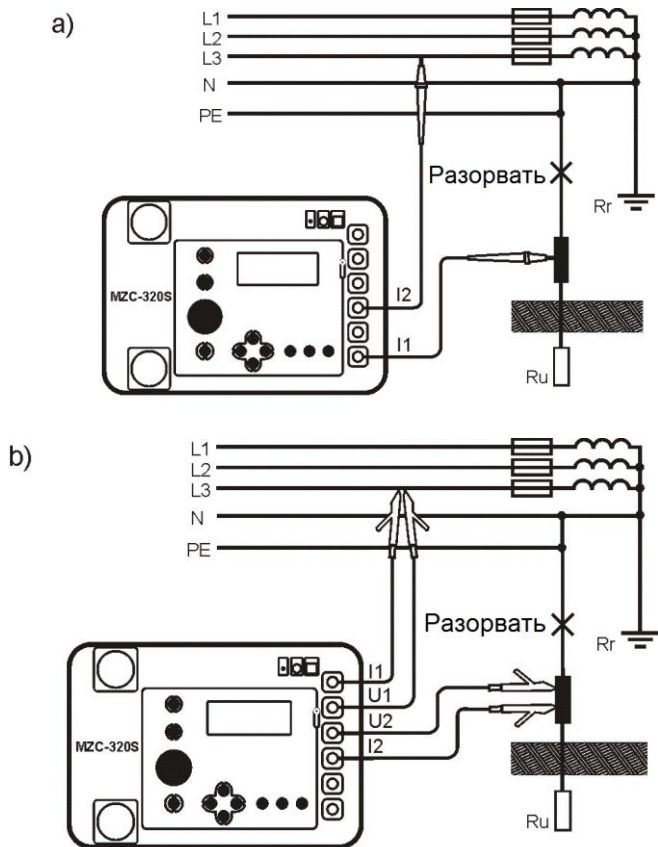 a)
L1
L2
L3
N
PE
Разорвать
Rr
MZC-320S
I2
I1
Ru
b)
L1
L2
L3
N
PE
Разорвать
Rr
I1
U1
U2
I2
MZC-320S
Ru